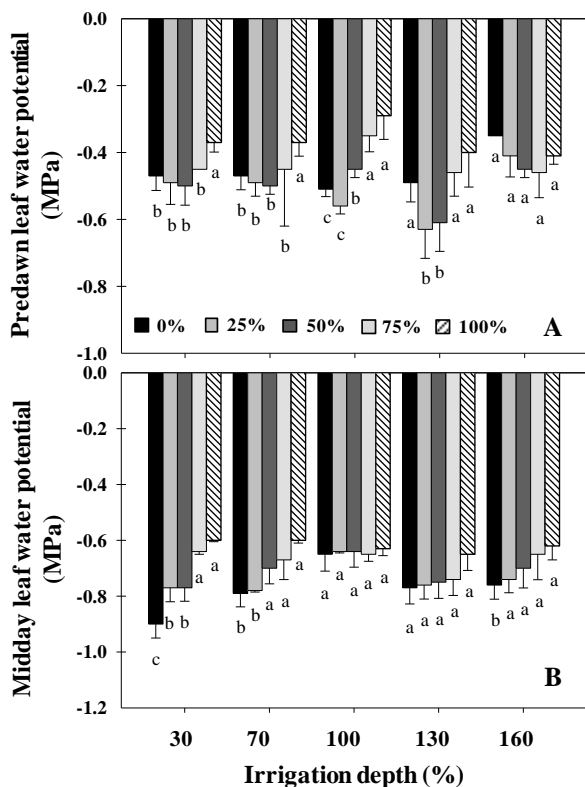 Predawn leaf water potential
((MPa)
0.0
-0.2
-0.4
-0.6
-0.8
-1.0
b b b b a
b b b b a
c c b a a
a b b a a
a a a a a
0% 25% 50% 75% 100%
A
Midday leaf water potential
((MPa)
0.0
-0.2
-0.4
-0.6
-0.8
-1.0
-1.2
c b b a a
b b a a a
a a a a a
a a a a a
b a a a a
B
30 70 100 130 160
Irrigation depth (%)